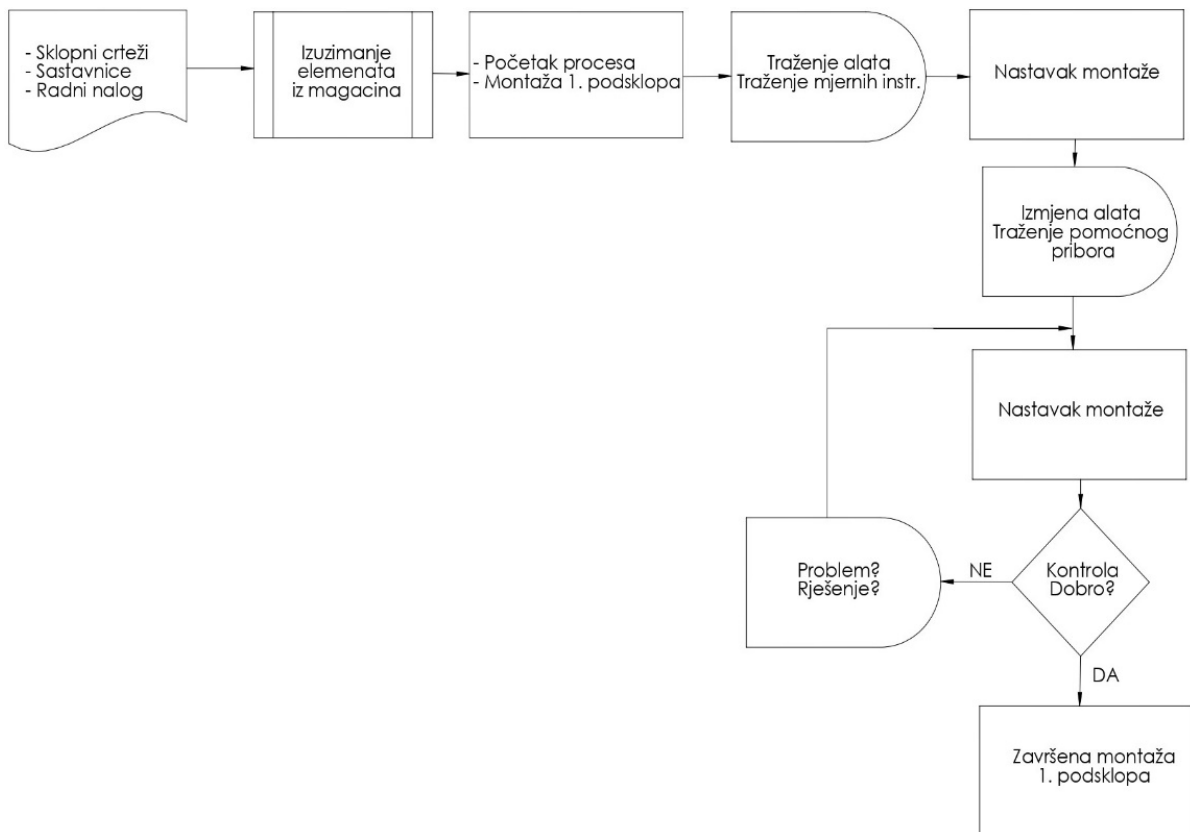 - Sklopni crteži
- Sastavnice
- Radni nalog
Izuzimanje
elemenata
iz magacina
- Početak procesa
- Montaža 1. podsklopa
Traženje alata
Traženje mjernih instr.
Nastavak montaže
Izmjena alata
Traženje pomoćnog
pribora
Nastavak montaže
Kontrola
Dobro?
NE
Problem?
Rješenje?
DA
Završena montaža
1. podsklopa